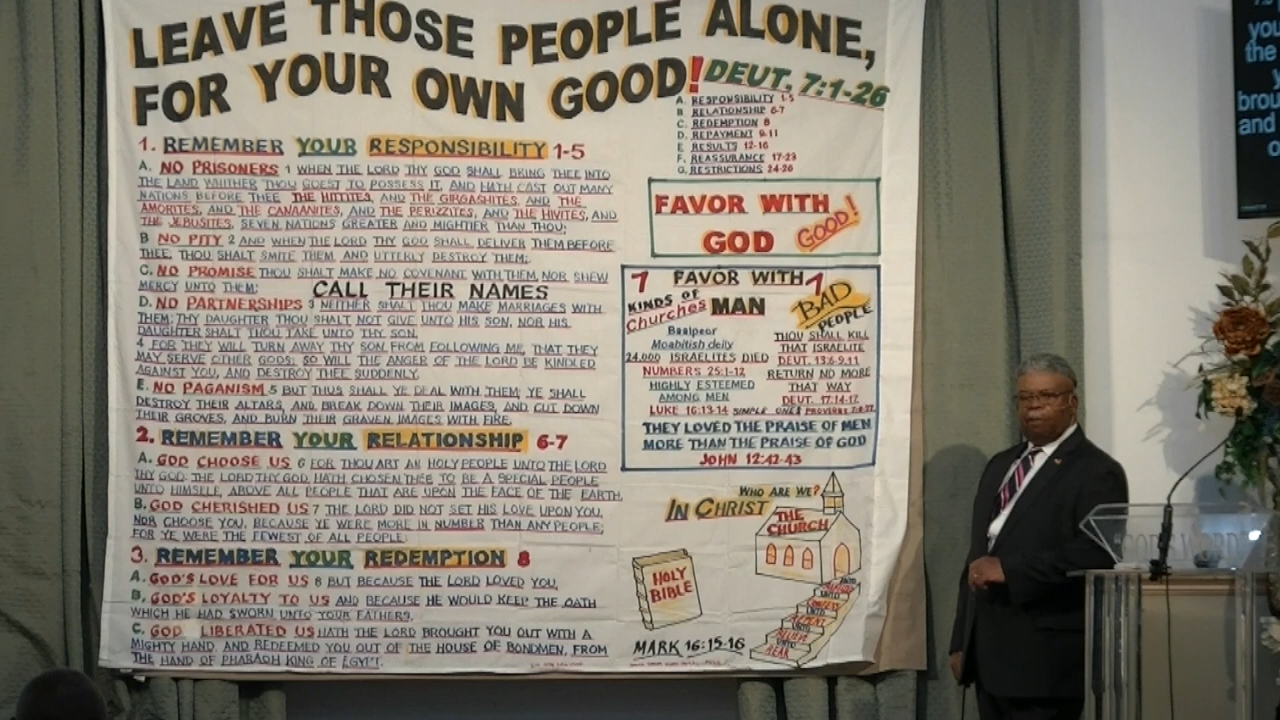 LEAVE THOSE PEOPLE ALONE,
FOR YOUR OWN GOOD!
DEUT. 7:1-26
A. RESPONSIBILITY 1-5
B RELATIONSHIP 6-7
C. REDEMPTION 8
D. REPAYMENT 9-11
E RESULTS 12-16
F. REASSURANCE 17-23
G. RESTRICTIONS 24-26
1. REMEMBER YOUR RESPONSIBILITY 1-5
A. NO PRISONERS 1 WHEN THE LORD THY GOD SHALL BRING THEE INTO
THE LAND WHITHER THOU GOEST TO POSSESS IT, AND HATH CAST OUT MANY
NATIONS BEFORE THEE THE HITTITES, AND THE GIRGASHITES, AND THE
AMORITES, AND THE CANAANITES, AND THE PERIZZITES, AND THE HIVITES, AND
THE JEBUSITES, SEVEN NATIONS GREATER AND MIGHTIER THAN THOU;
B NO PITY 2 AND WHEN THE LORD THY GOD SHALL DELIVER THEM BEFORE
THEE, THOU SHALT SMITE THEM, AND UTTERLY DESTROY THEM;
C. NO PROMISE THOU SHALT MAKE NO COVENANT WITH THEM, NOR SHEW
MERCY UNTO THEM: CALL THEIR NAMES
D. NO PARTNERSHIPS 3 NEITHER SHALT THOU MAKE MARRIAGES WITH
THEM; THY DAUGHTER THOU SHALT NOT GIVE UNTO HIS SON, NOR HIS
DAUGHTER SHALT THOU TAKE UNTO THY SON.
4 FOR THEY WILL TURN AWAY THY SON FROM FOLLOWING ME, THAT THEY
MAY SERVE OTHER GODS: SO WILL THE ANGER OF THE LORD BE KINDLED
AGAINST YOU, AND DESTROY THEE SUDDENLY.
E. NO PAGANISM 5 BUT THUS SHALL YE DEAL WITH THEM; YE SHALL
DESTROY THEIR ALTARS, AND BREAK DOWN THEIR IMAGES, AND CUT DOWN
THEIR GROVES, AND BURN THEIR GRAVEN IMAGES WITH FIRE.
2. REMEMBER YOUR RELATIONSHIP 6-7
A. GOD CHOOSE US 6 FOR THOU ART AN HOLY PEOPLE UNTO THE LORD
THY GOD: THE LORD THY GOD HATH CHOSEN THEE TO BE A SPECIAL PEOPLE
UNTO HIMSELF, ABOVE ALL PEOPLE THAT ARE UPON THE FACE OF THE EARTH.
B. GOD CHERISHED US 7 THE LORD DID NOT SET HIS LOVE UPON YOU,
NOR CHOOSE YOU, BECAUSE YE WERE MORE IN NUMBER THAN ANY PEOPLE;
FOR YE WERE THE FEWEST OF ALL PEOPLE:
3. REMEMBER YOUR REDEMPTION 8
A. GOD'S LOVE FOR US 8 BUT BECAUSE THE LORD LOVED YOU,
B. GOD'S LOYALTY TO US AND BECAUSE HE WOULD KEEP THE OATH
WHICH HE HAD SWORN UNTO YOUR FATHERS,
C. GOD LIBERATED US HATH THE LORD BROUGHT YOU OUT WITH A
MIGHTY HAND, AND REDEEMED YOU OUT OF THE HOUSE OF BONDMEN, FROM
THE HAND OF PHARAOH KING OF EGYPT.
FAVOR WITH
GOD GOOD!
7 FAVOR WITH 7
KINDS OF MAN BAD
Churches PEOPLE
Baalpeor
Moabitish deity
24,000 ISRAELITES DIED
NUMBERS 25:1-12
HIGHLY ESTEEMED
AMONG MEN
LUKE 16:13-14 SIMPLE ONES PROVERBS
THOU SHALL KILL
THAT ISRAELITE
DEUT. 13:6-9,11
RETURN NO MORE
THAT WAY
DEUT. 17:14-17
THEY LOVED THE PRAISE OF MEN
MORE THAN THE PRAISE OF GOD
JOHN 12:42-43
WHO ARE WE?
IN CHRIST
THE
CHURCH
HOLY
BIBLE
CONFESS
UNTO
REPENT
UNTO
BELIEVE
UNTO
HEAR
MARK 16:15-16
you
the
brou
and
"GOD'S WORD"